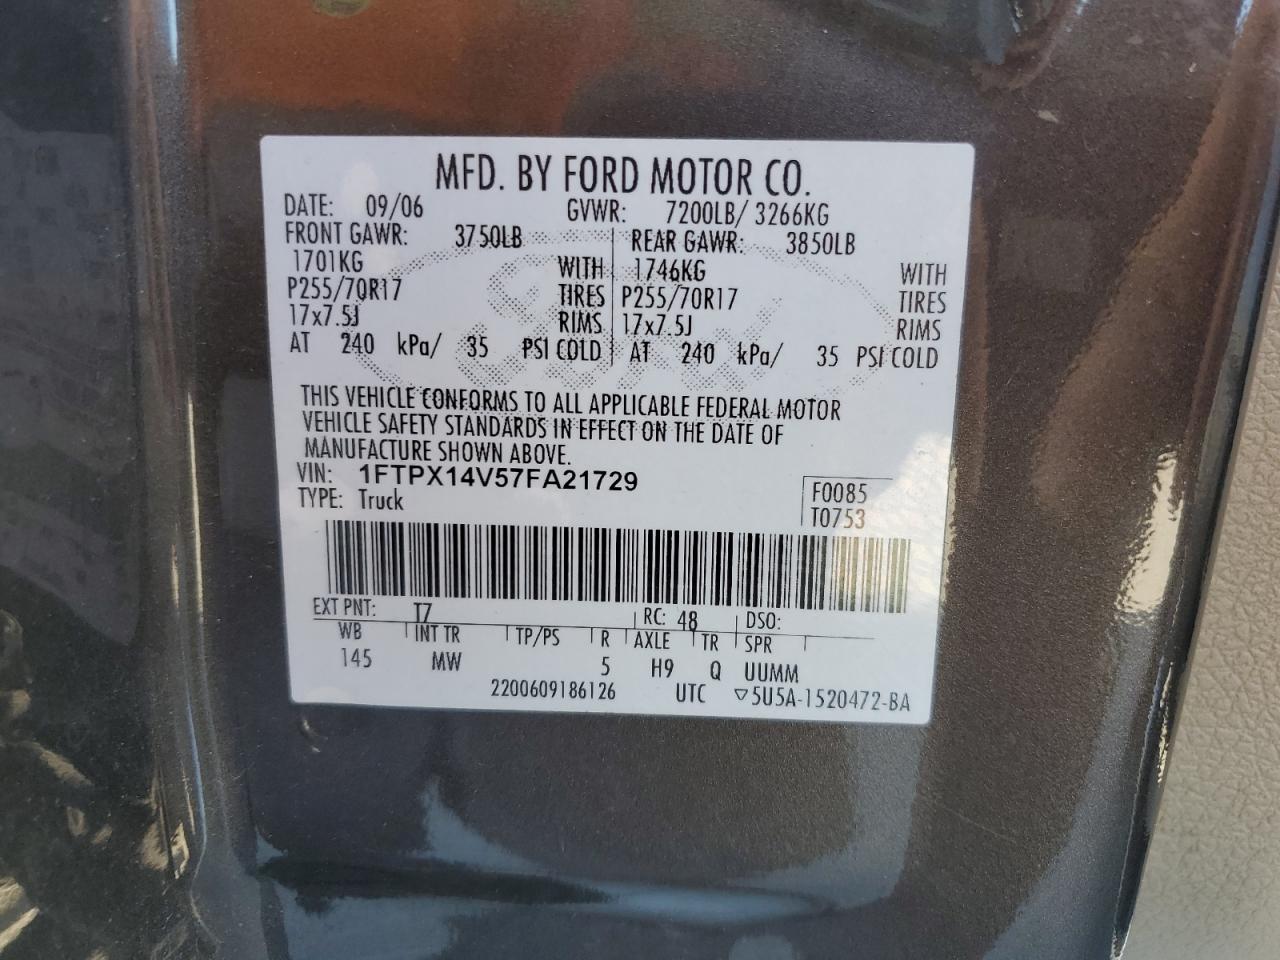 MFD. BY FORD MOTOR CO.
DATE: 09/06 GVWR: 7200LB/ 3266KG
FRONT GAWR: 3750LB REAR GAWR: 3850LB
1701KG WITH 1746KG WITH
P255/70R17 TIRES P255/70R17 TIRES
17x7.5J RIMS 17x7.5J RIMS
AT 240 kPa/ 35 PSI COLD AT 240 kPa/ 35 PSI COLD
THIS VEHICLE CONFORMS TO ALL APPLICABLE FEDERAL MOTOR
VEHICLE SAFETY STANDARDS IN EFFECT ON THE DATE OF
MANUFACTURE SHOWN ABOVE.
VIN: 1FTPX14V57FA21729
F0085
TYPE: Truck
T0753
EXT PNT: T7 RC: 48 DSO:
WB INT TR TP/PS R AXLE TR SPR
145 MW 5 H9 Q UUMM
2200609186126 UTC ▽5U5A-1520472-BA